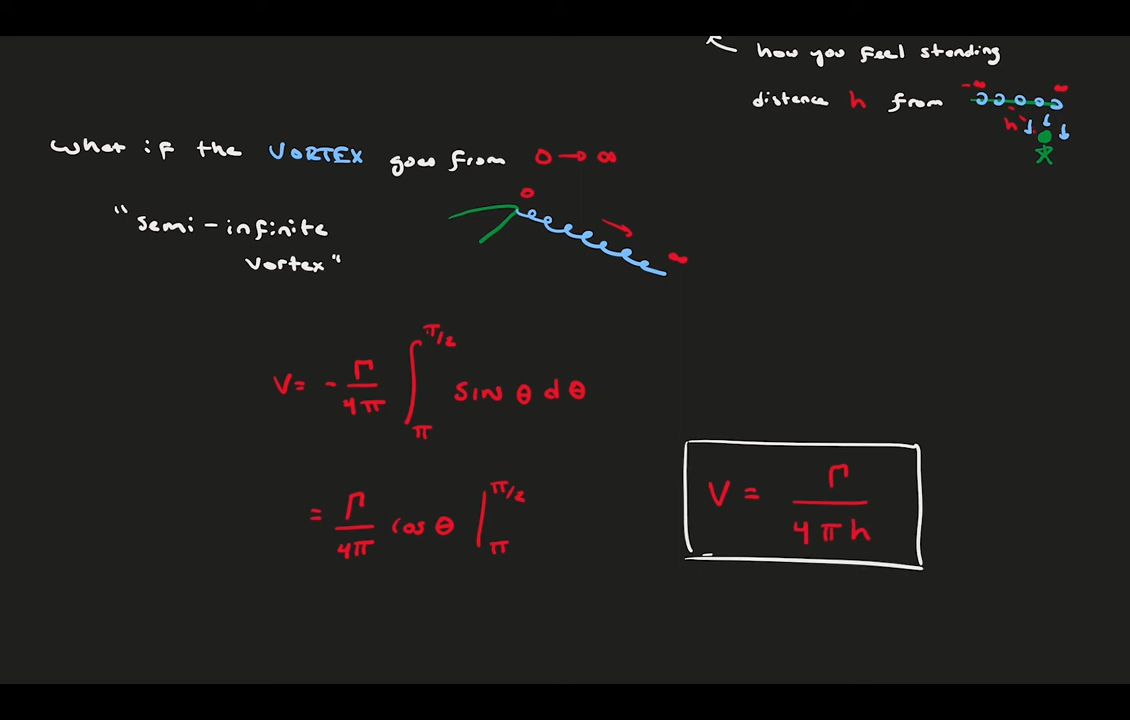 how you feel standing
distance h from
-∞ ∞
h
what if the VORTEX goes from 0 → ∞
"semi-infinite
vortex"
0
∞
V = - Γ/4π ∫_π^π/2 sin θ d θ
= Γ/4π cos θ |_π^π/2
V = Γ/4πh